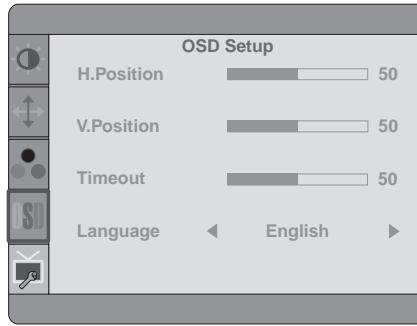 OSD Setup
H.Position 50
V.Position 50
Timeout 50
OSD
Language English